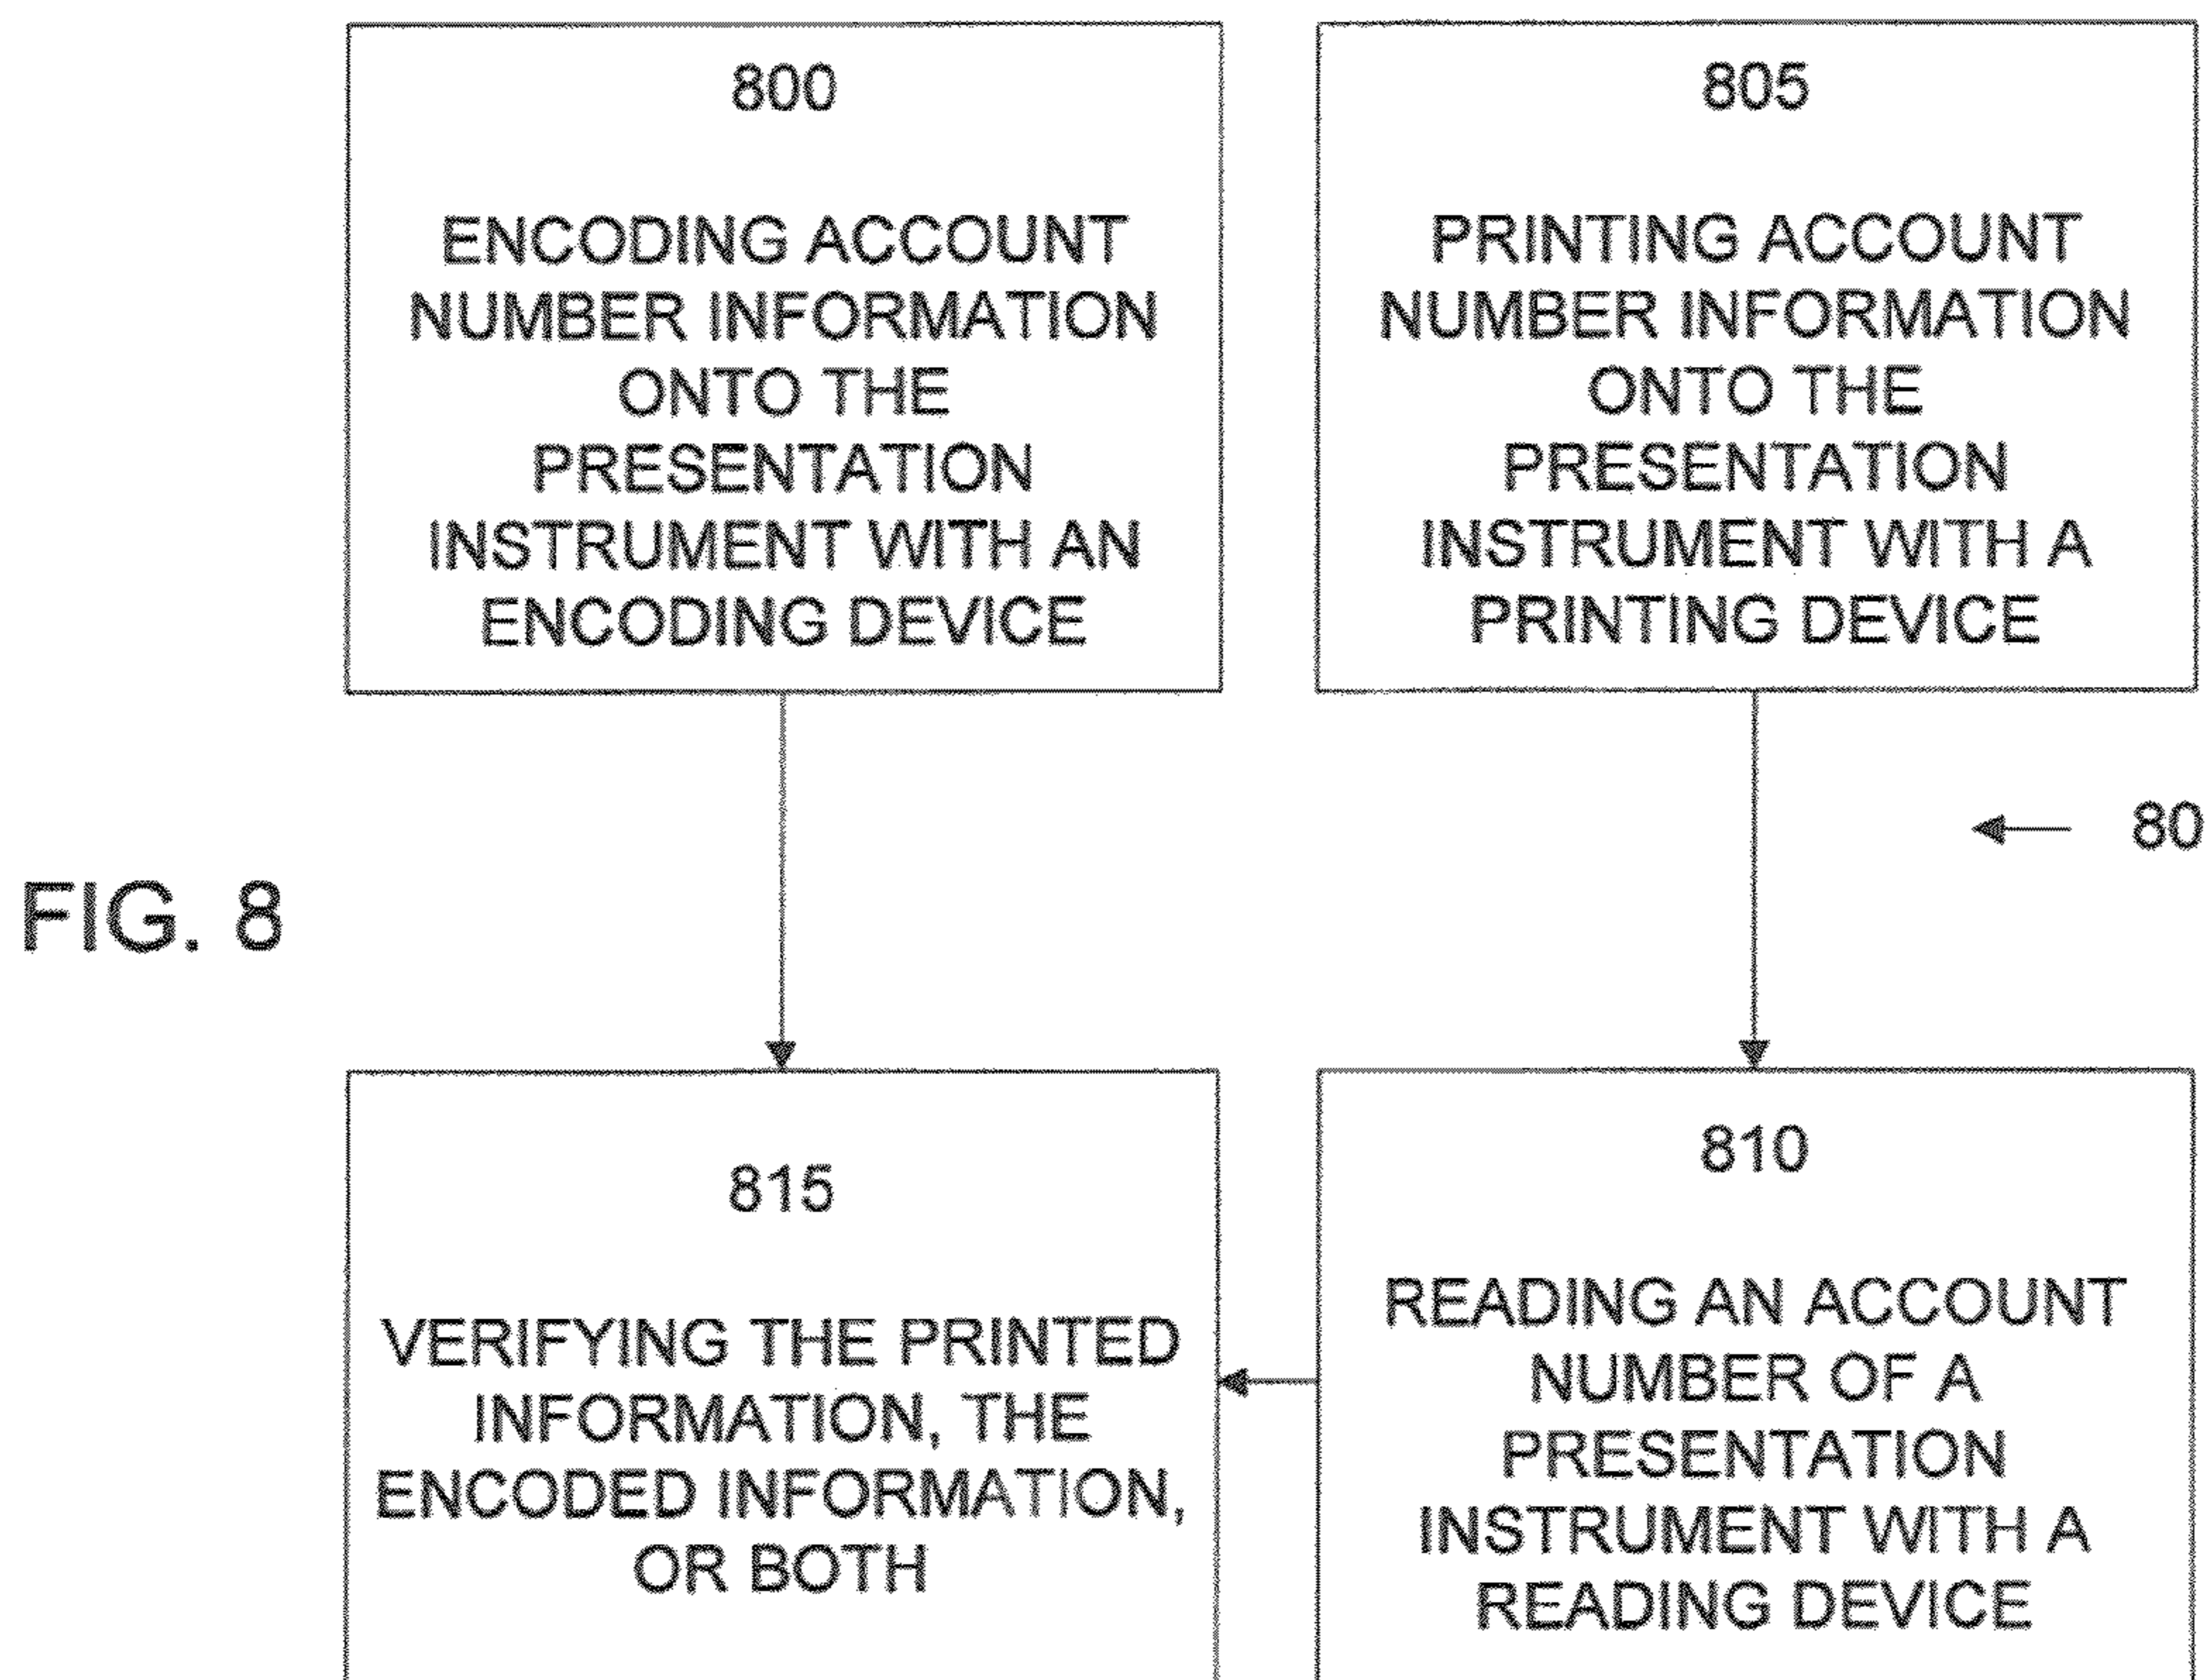 800
ENCODING ACCOUNT
NUMBER INFORMATION
ONTO THE
PRESENTATION
INSTRUMENT WITH AN
ENCODING DEVICE
805
PRINTING ACCOUNT
NUMBER INFORMATION
ONTO THE
PRESENTATION
INSTRUMENT WITH A
PRINTING DEVICE
80
FIG. 8
815
VERIFYING THE PRINTED
INFORMATION, THE
ENCODED INFORMATION,
OR BOTH
810
READING AN ACCOUNT
NUMBER OF A
PRESENTATION
INSTRUMENT WITH A
READING DEVICE